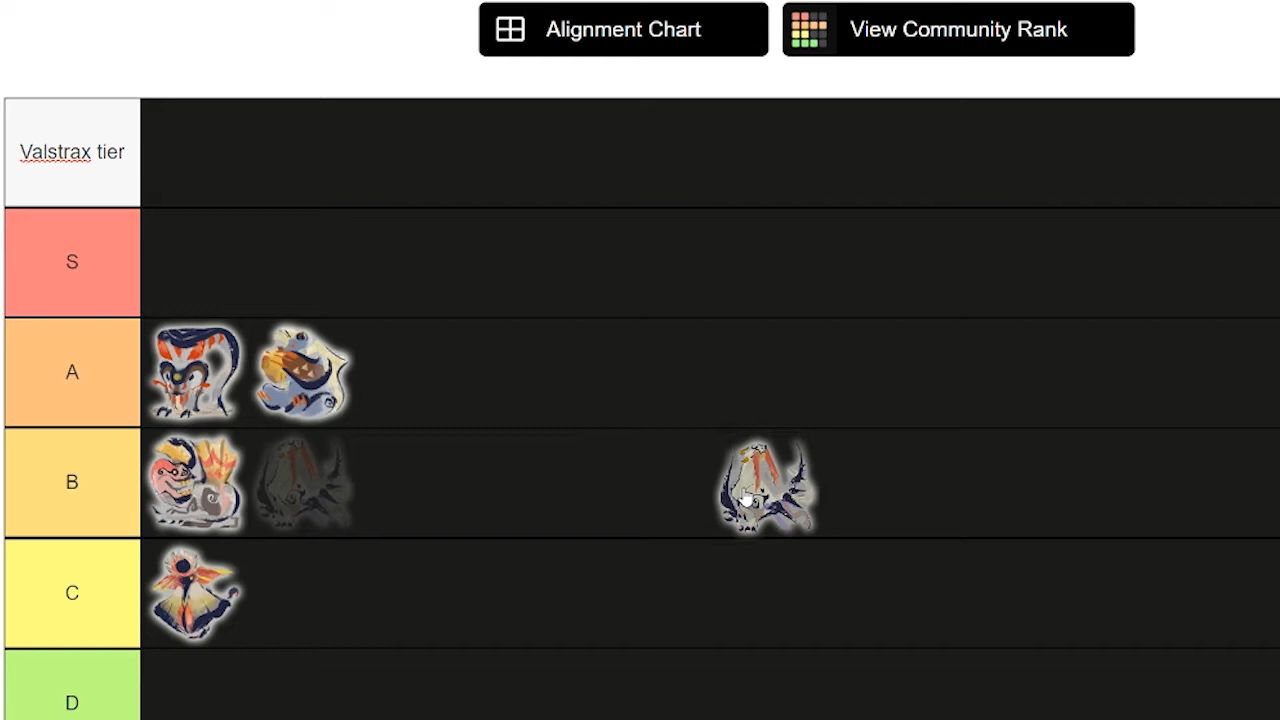 Alignment Chart
View Community Rank
Valstrax tier
S
A
B
C
D